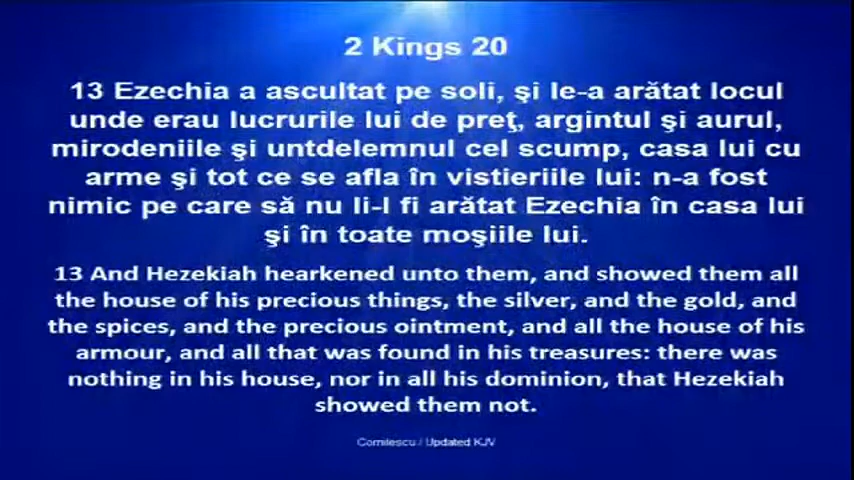 2 Kings 20
13 Ezechia a ascultat pe soli, şi le-a arătat locul
unde erau lucrurile lui de preţ, argintul şi aurul,
mirodeniile şi untdelemnul cel scump, casa lui cu
arme şi tot ce se afla în vistieriile lui: n-a fost
nimic pe care să nu li-l fi arătat Ezechia în casa lui
şi în toate moşiile lui.
13 And Hezekiah hearkened unto them, and showed them all
the house of his precious things, the silver, and the gold, and
the spices, and the precious ointment, and all the house of his
armour, and all that was found in his treasures: there was
nothing in his house, nor in all his dominion, that Hezekiah
showed them not.
Cornilescu / Updated KJV